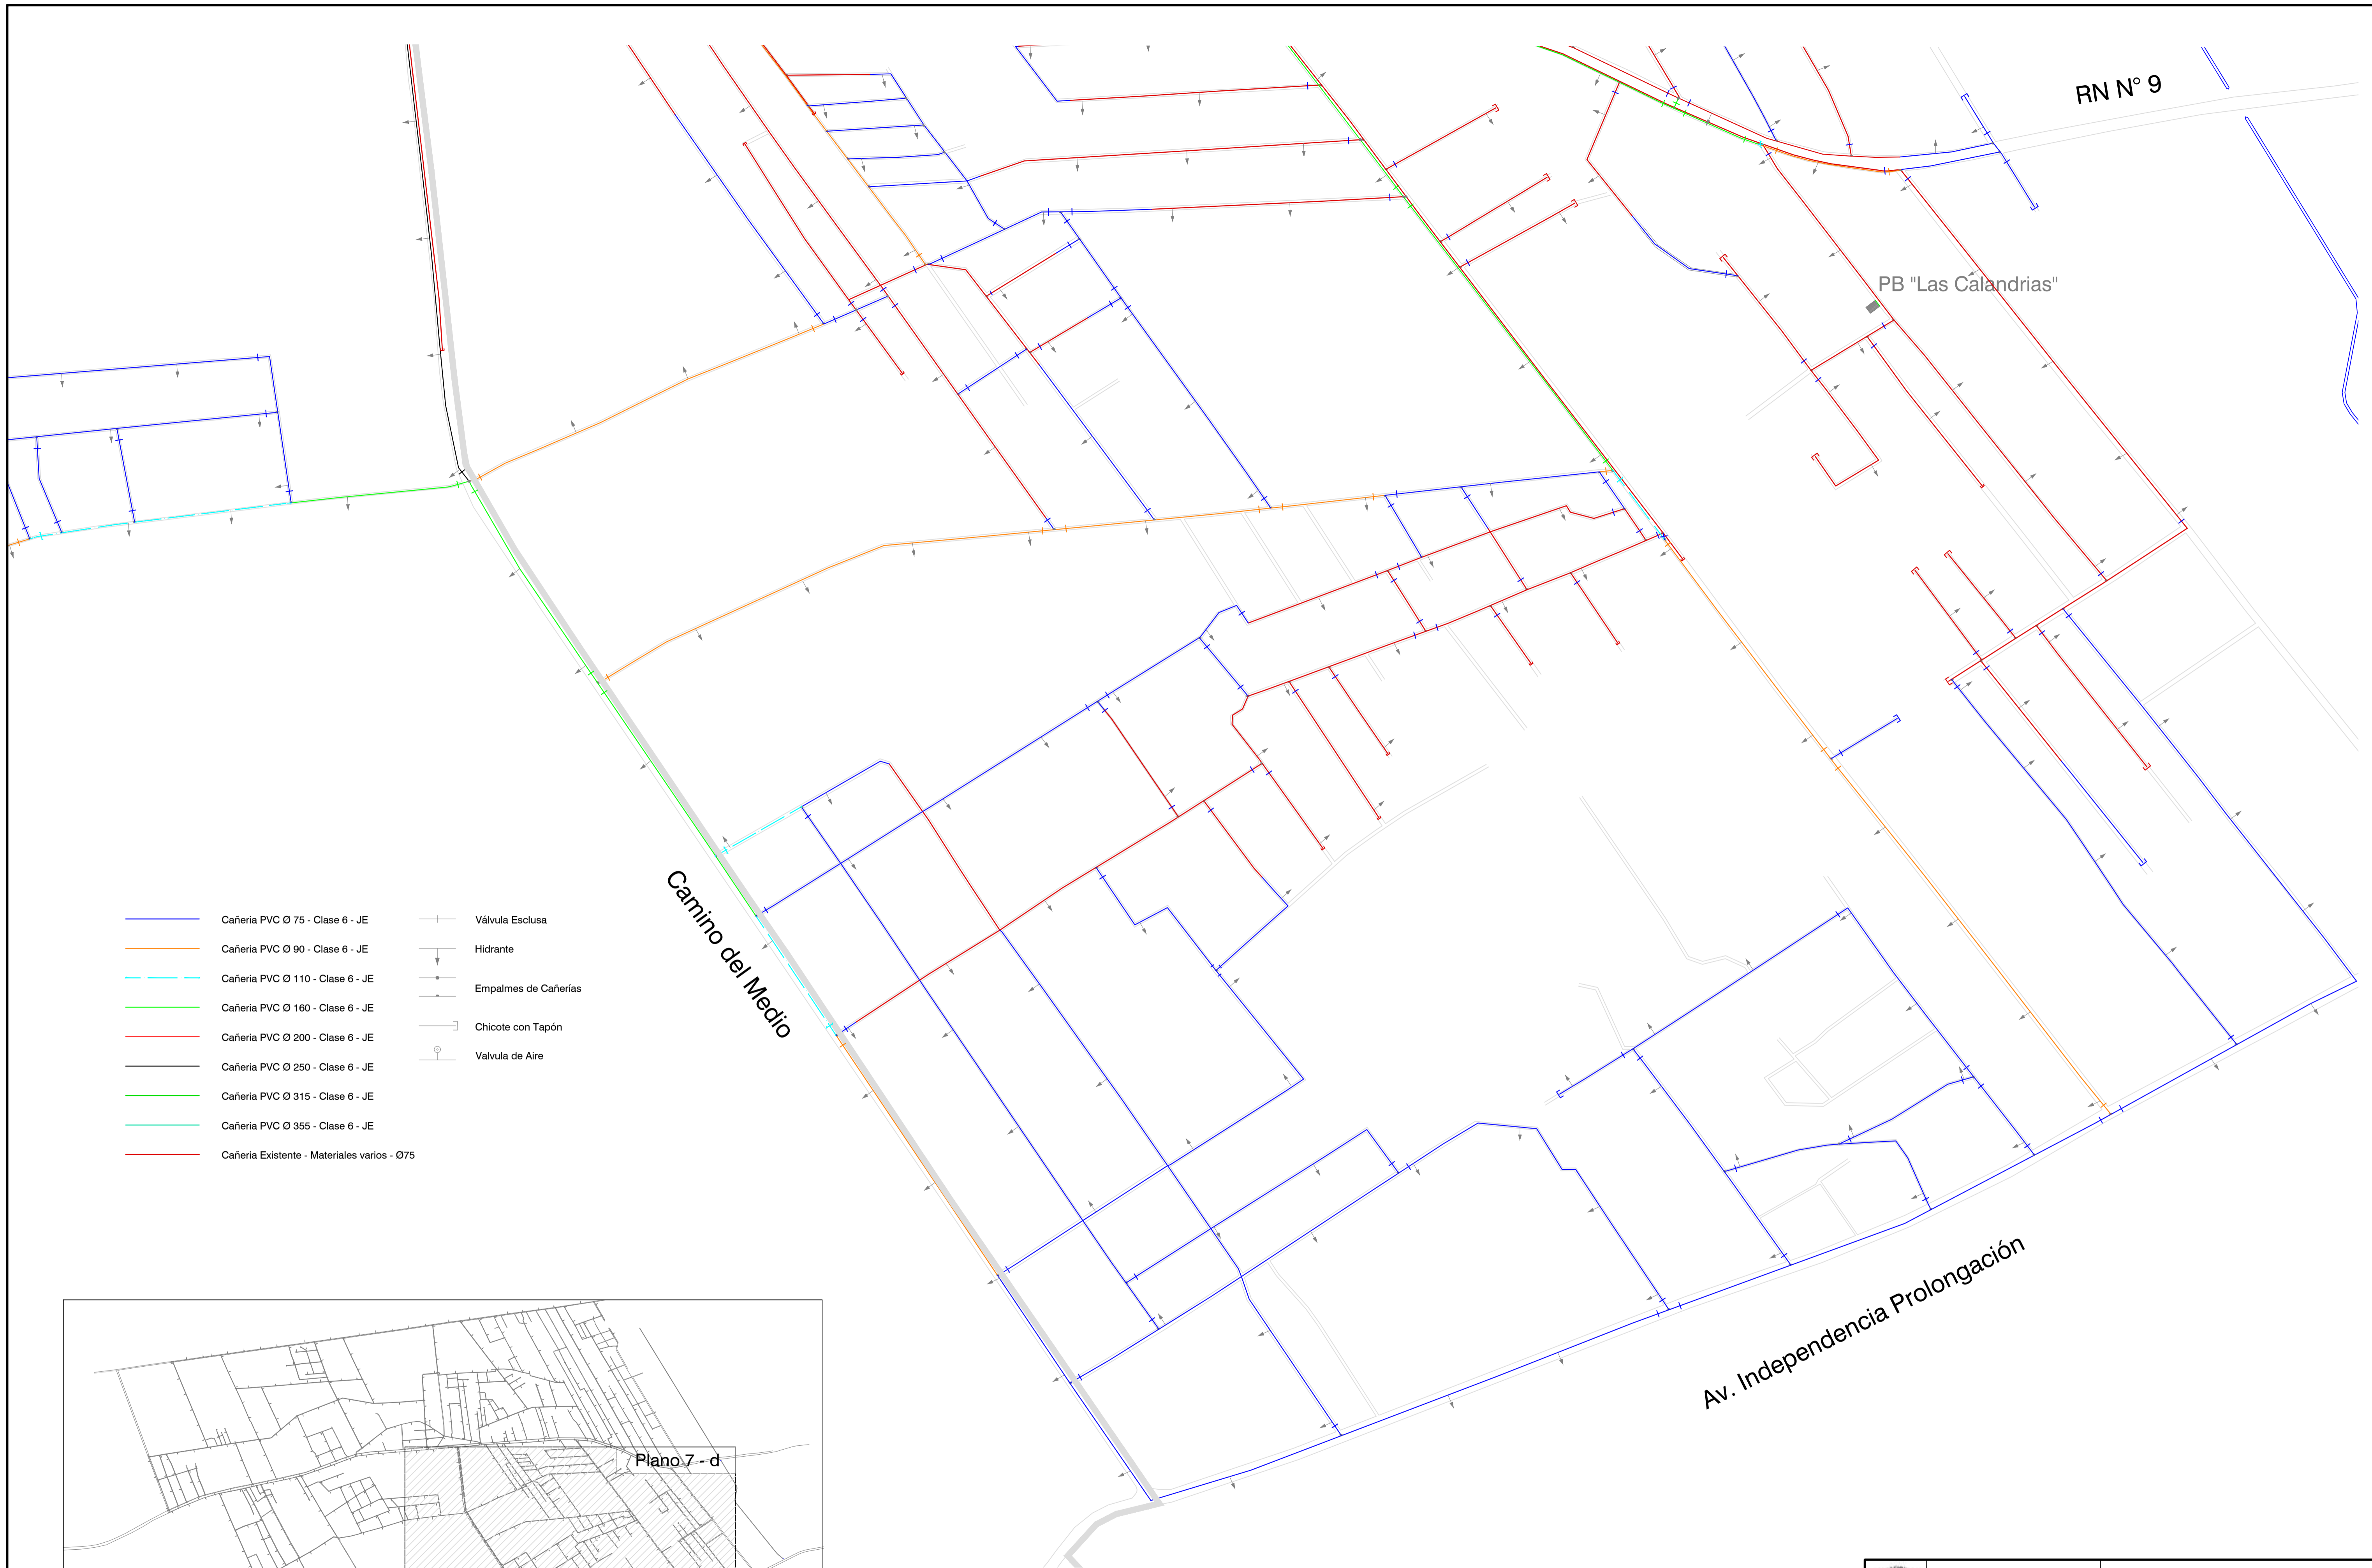 RN N° 9
PB "Las Calandrias"
Camino del Medio
Cañeria PVC Ø 75 - Clase 6 - JE
Cañeria PVC Ø 90 - Clase 6 - JE
Cañeria PVC Ø 110 - Clase 6 - JE
Cañeria PVC Ø 160 - Clase 6 - JE
Cañeria PVC Ø 200 - Clase 6 - JE
Cañeria PVC Ø 250 - Clase 6 - JE
Cañeria PVC Ø 315 - Clase 6 - JE
Cañeria PVC Ø 355 - Clase 6 - JE
Cañeria Existente - Materiales varios - Ø75
Válvula Esclusa
Hidrante
Empalmes de Cañerías
Chicote con Tapón
Valvula de Aire
Av. Independencia Prolongación
Plano 7 - d